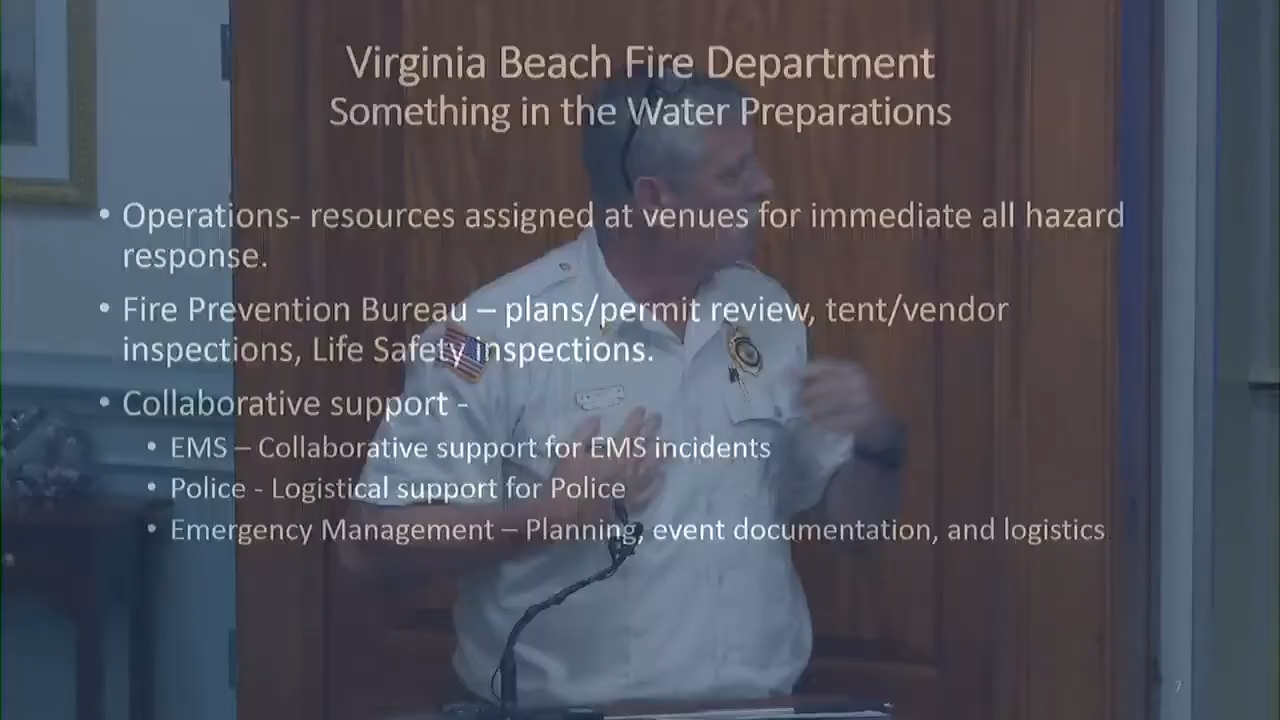 Virginia Beach Fire Department
Something in the Water Preparations
• Operations- resources assigned at venues for immediate all hazard
response.
• Fire Prevention Bureau – plans/permit review, tent/vendor
inspections, Life Safety inspections.
• Collaborative support -
• EMS – Collaborative support for EMS incidents
• Police - Logistical support for Police
• Emergency Management – Planning, event documentation, and logistics
7